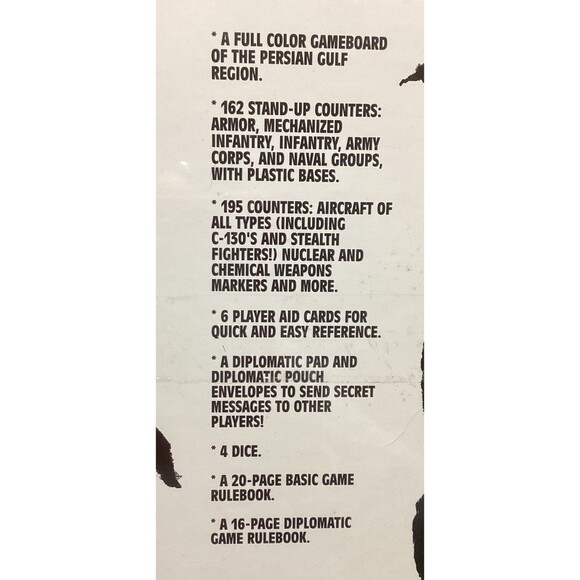 * A FULL COLOR GAMEBOARD
OF THE PERSIAN GULF
REGION.
* 162 STAND-UP COUNTERS:
ARMOR, MECHANIZED
INFANTRY, INFANTRY, ARMY
CORPS, AND NAVAL GROUPS,
WITH PLASTIC BASES.
* 195 COUNTERS: AIRCRAFT OF
ALL TYPES (INCLUDING
C-130'S AND STEALTH
FIGHTERS!) NUCLEAR AND
CHEMICAL WEAPONS
MARKERS AND MORE.
* 6 PLAYER AID CARDS FOR
QUICK AND EASY REFERENCE.
* A DIPLOMATIC PAD AND
DIPLOMATIC POUCH
ENVELOPES TO SEND SECRET
MESSAGES TO OTHER
PLAYERS!
* 4 DICE.
* A 20-PAGE BASIC GAME
RULEBOOK.
* A 16-PAGE DIPLOMATIC
GAME RULEBOOK.